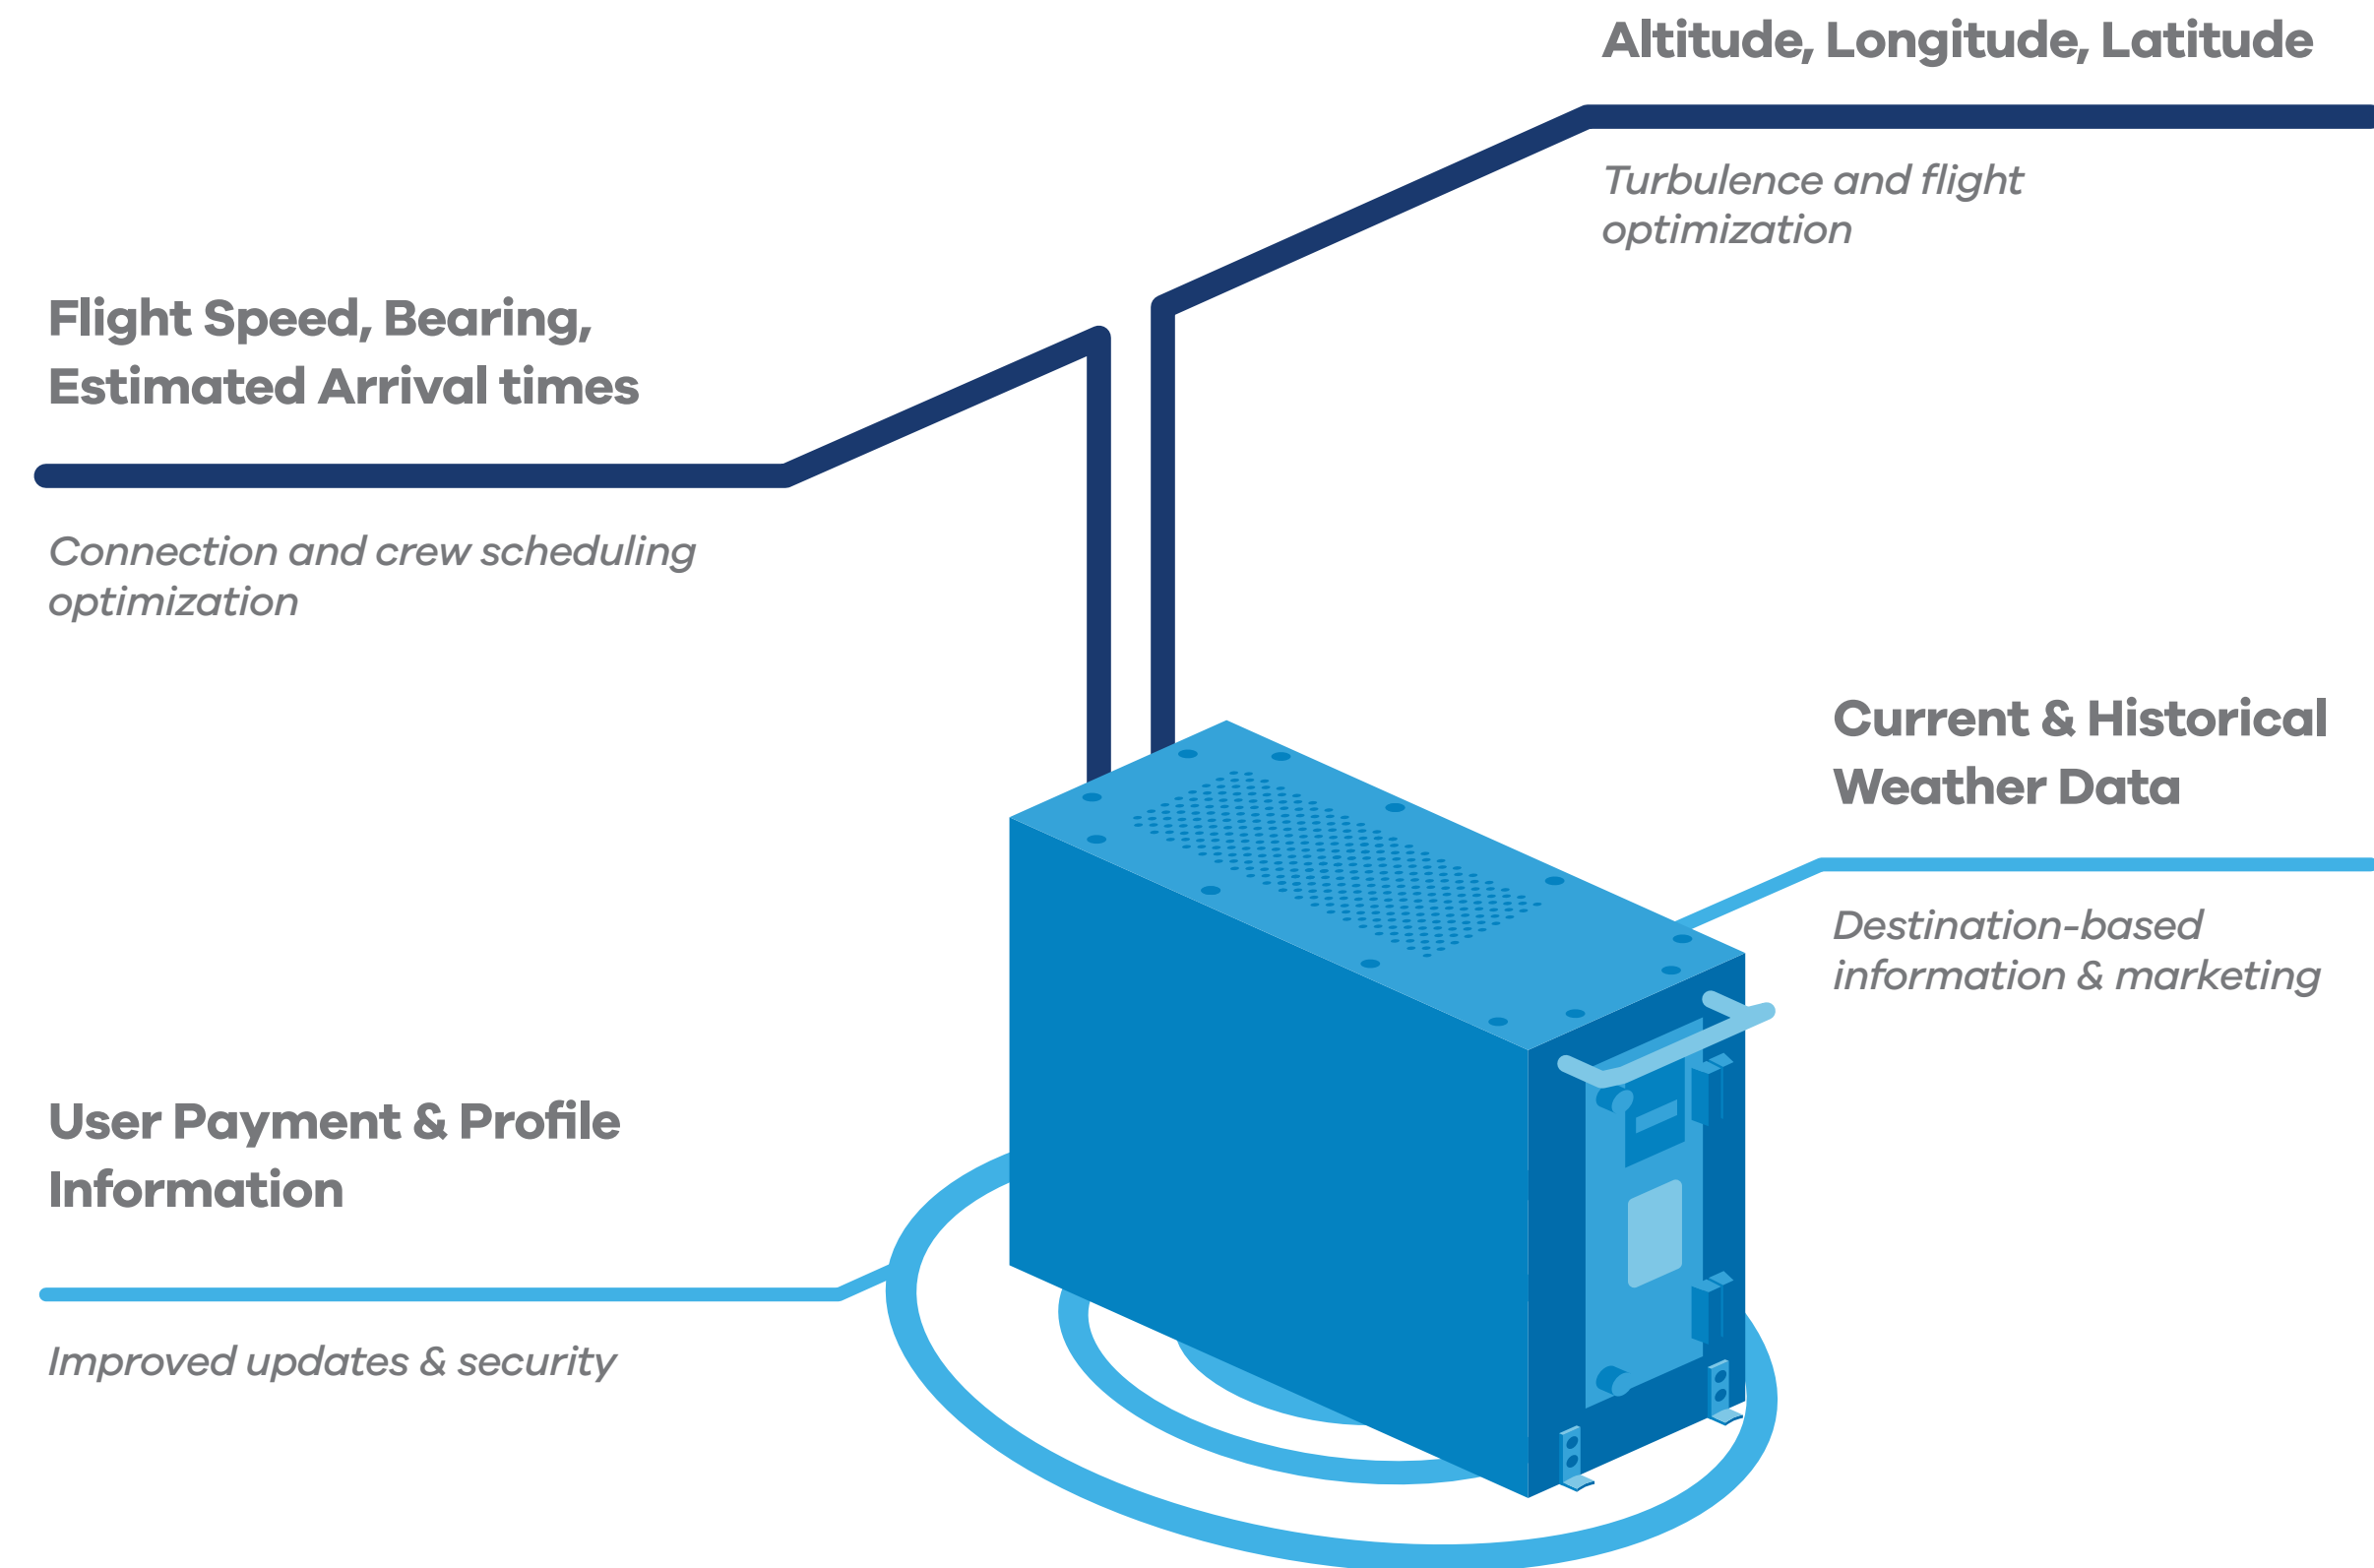 Altitude, Longitude, Latitude
Turbulence and flight
optimization
Flight Speed, Bearing,
Estimated Arrival times
Connection and crew scheduling
optimization
Current & Historical
Weather Data
Destination-based
information & marketing
User Payment & Profile
Information
Improved updates & security